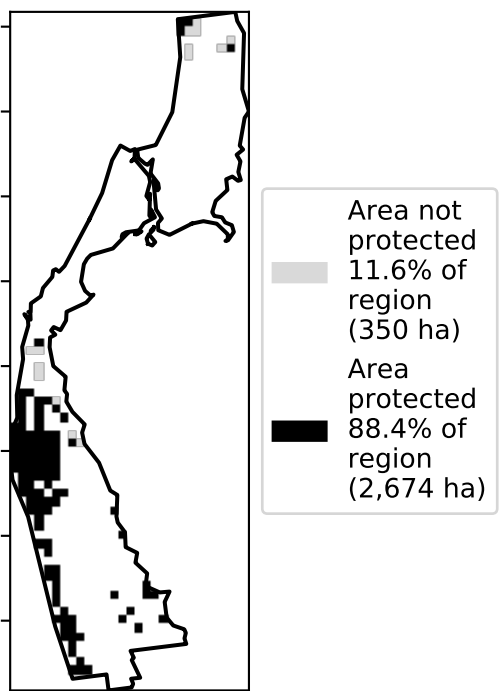 Area not
protected
11.6% of
region
(350 ha)
Area
protected
88.4% of
region
(2,674 ha)